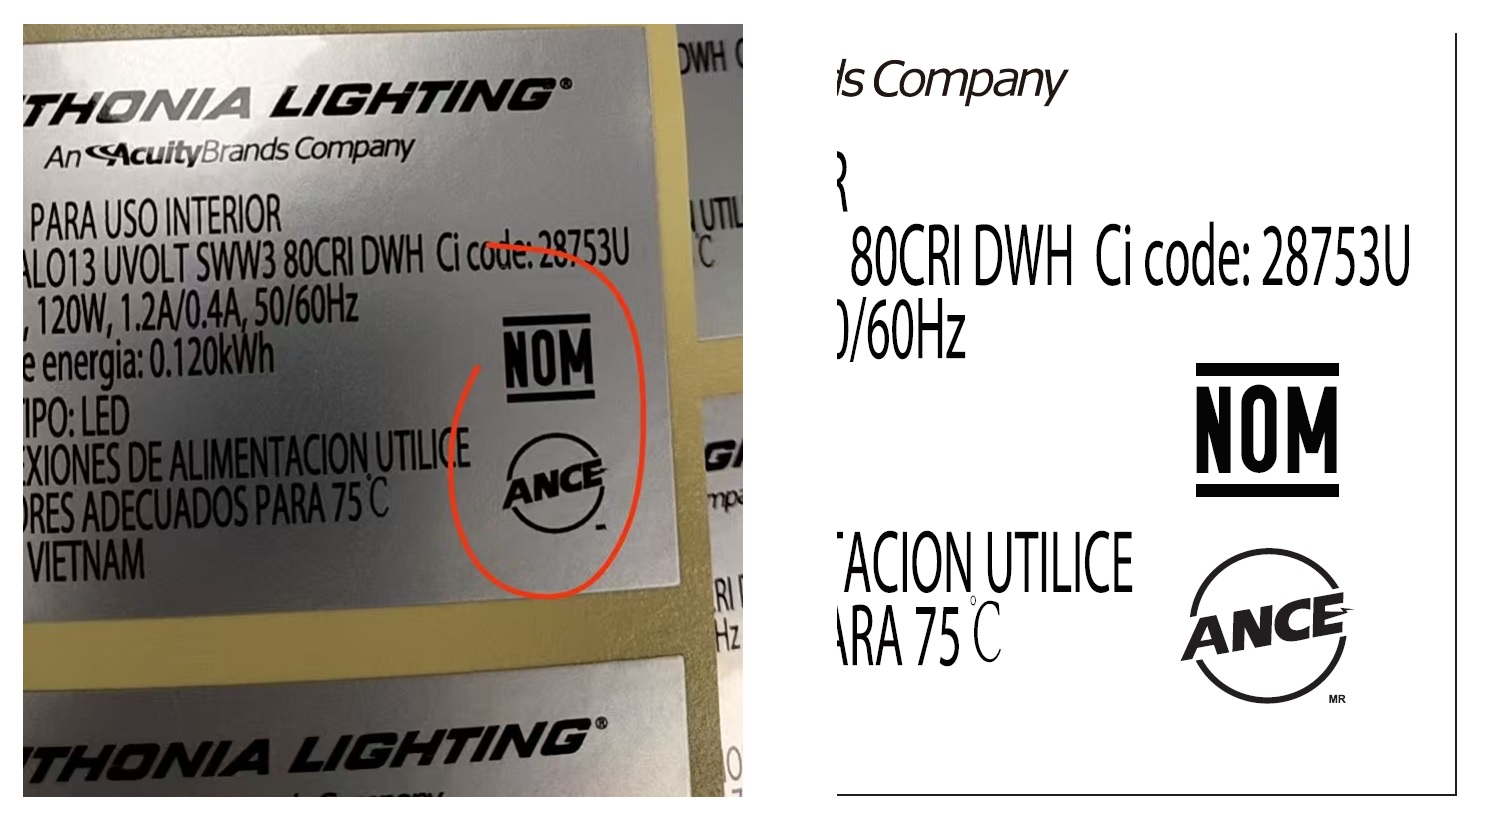 THONIA LIGHTING®
An AcuityBrands Company
PARA USO INTERIOR
ALO13 UVOLT SWW3 80CRI DWH Ci code: 28753U
, 120W, 1.2A/0.4A, 50/60Hz
e energia: 0.120kWh
IPO: LED
EXIONES DE ALIMENTACION UTILICE
ORES ADECUADOS PARA 75°C
VIETNAM
NOM
ANCE
DWH C
UTIL
°C
RI
Hz
THONIA LIGHTING®
ds Company
R
80CRI DWH Ci code: 28753U
0/60Hz
NOM
TACION UTILICE
ARA 75°C
ANCE
MR